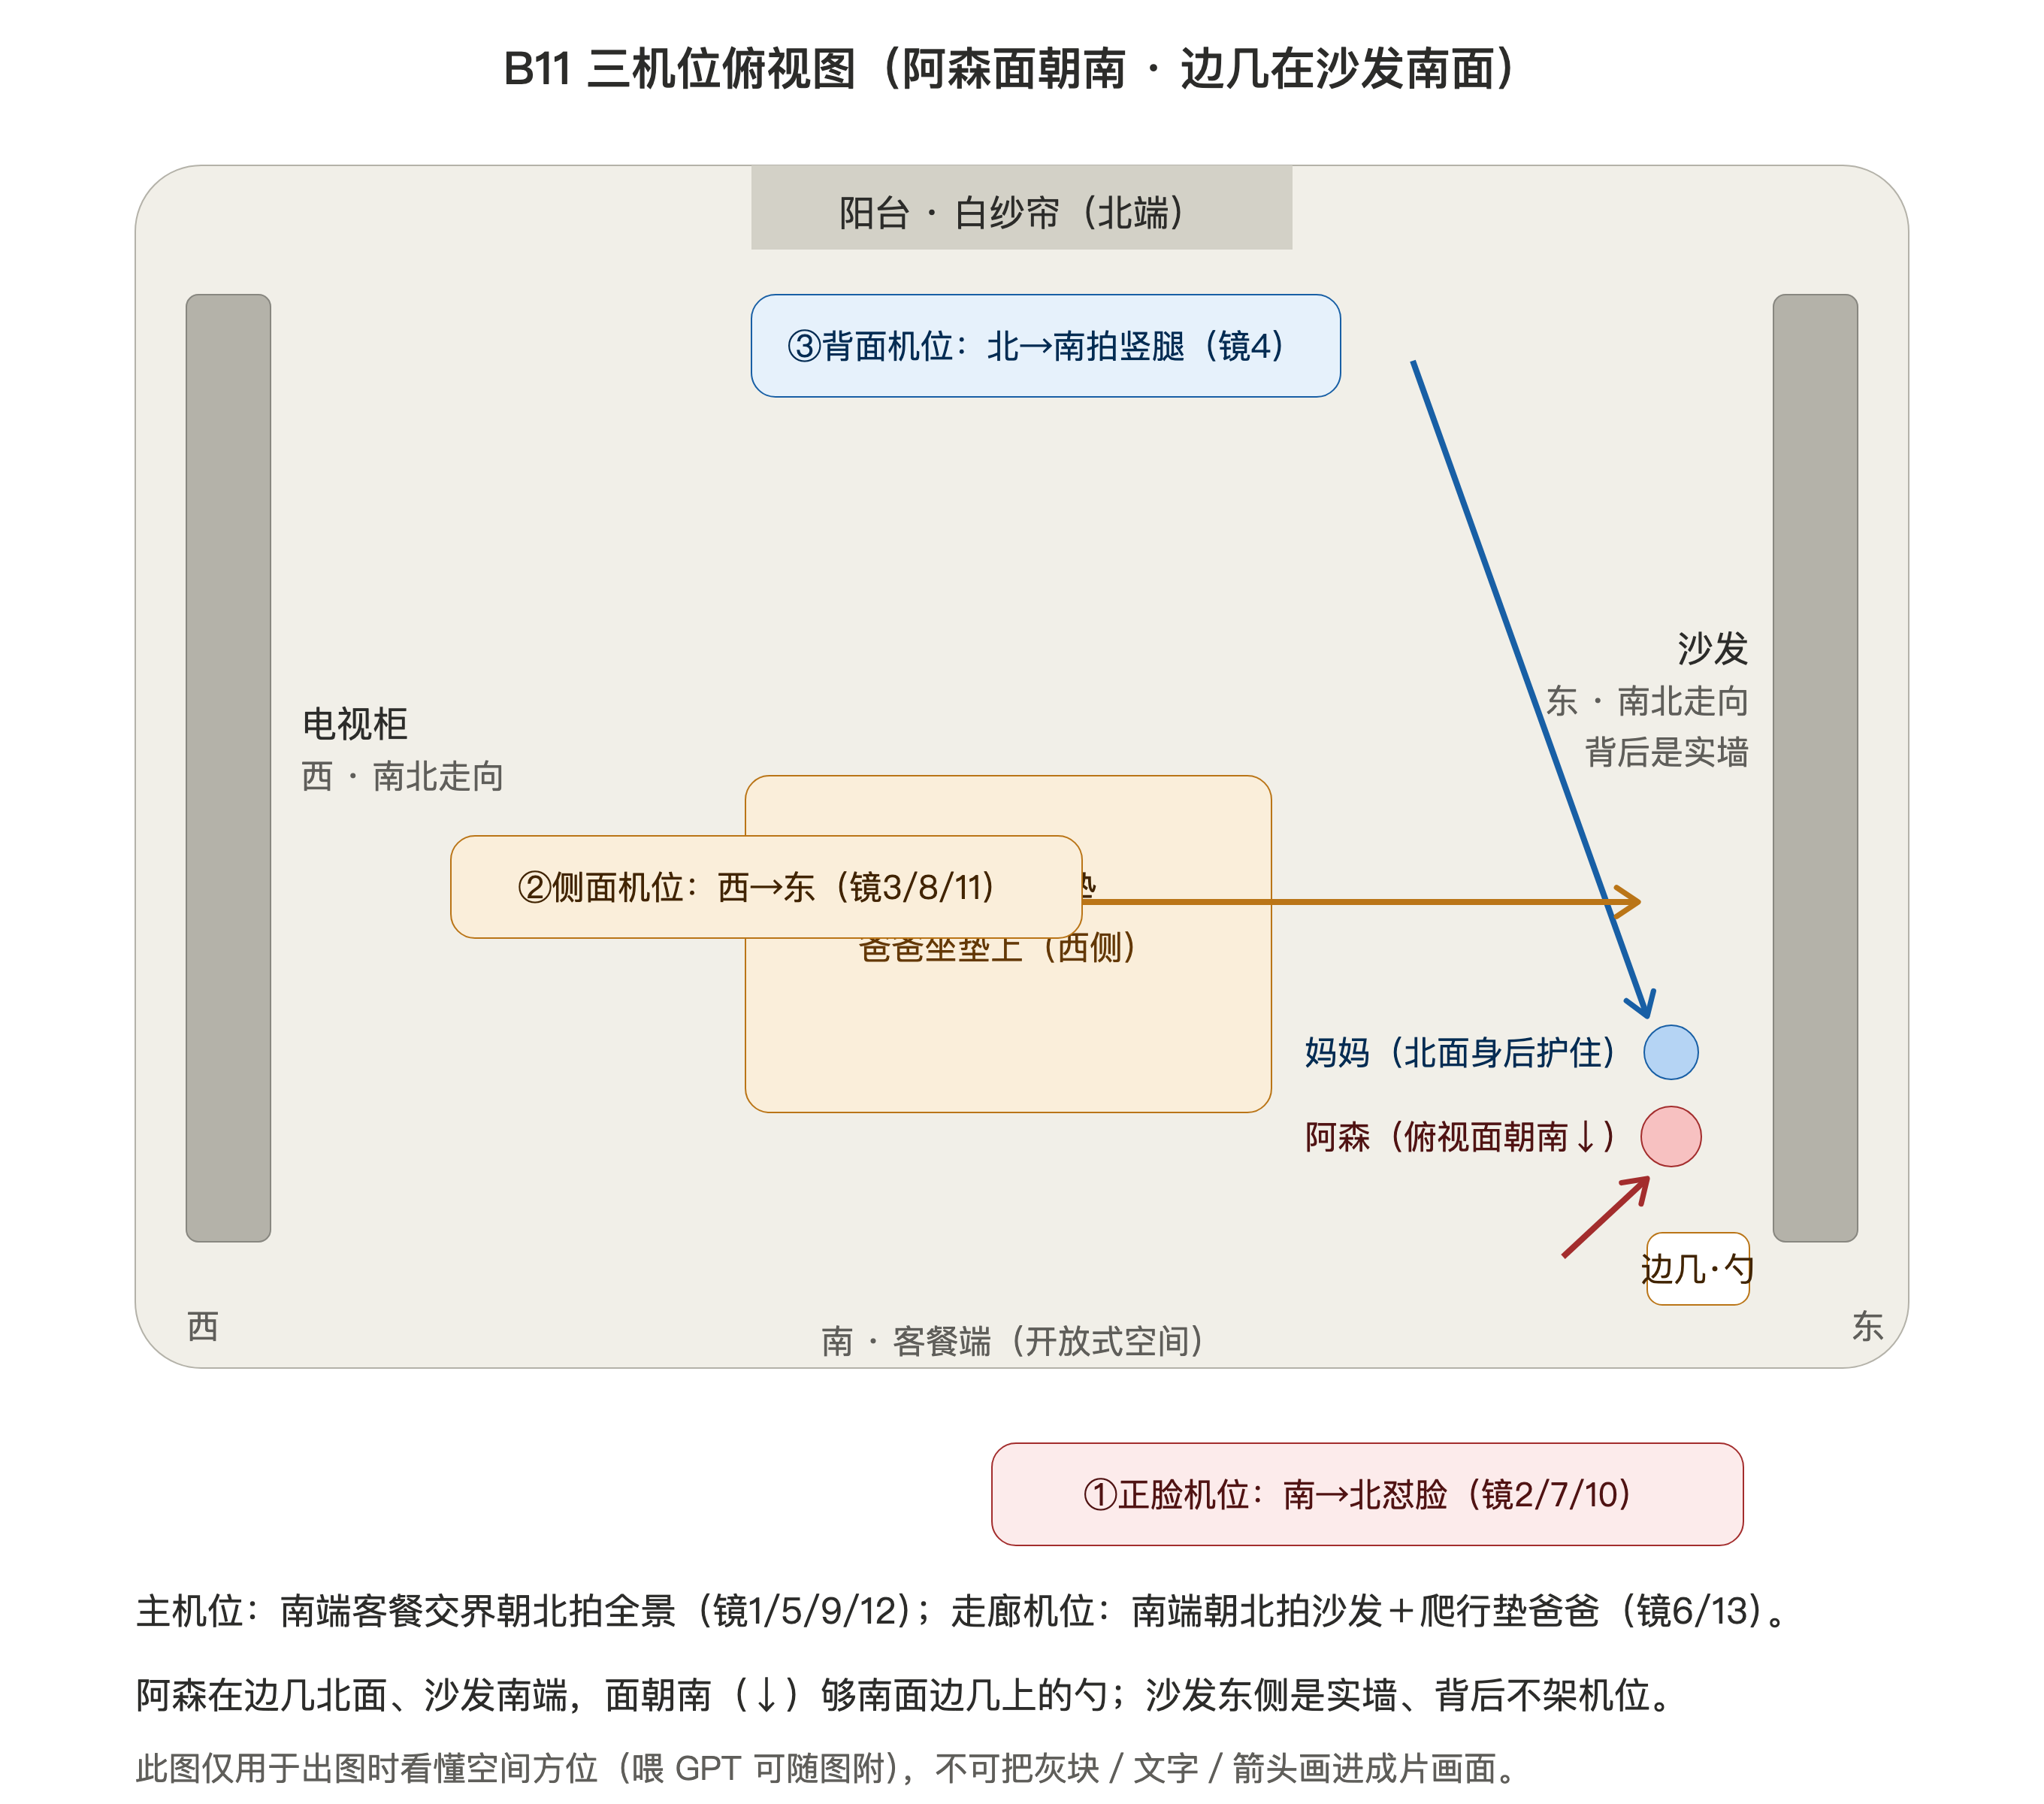 B11 三机位俯视图（阿森面朝南 · 边几在沙发南面）
阳台 · 白纱帘（北端）
③背面机位：北→南拍竖腿（镜4）
沙发
东 · 南北走向
背后是实墙
电视柜
西 · 南北走向
②侧面机位：西→东（镜3/8/11）
垫
爸爸坐垫上（西侧）
妈妈（北面身后护住）
阿森（俯视面朝南↓）
边几·勺
西
南 · 客餐端（开放式空间）
东
①正脸机位：南→北怼脸（镜2/7/10）
主机位：南端客餐交界朝北拍全景（镜1/5/9/12）；走廊机位：南端朝北拍沙发＋爬行垫爸爸（镜6/13）。
阿森在边几北面、沙发南端，面朝南（↓）够南面边几上的勺；沙发东侧是实墙、背后不架机位。
此图仅用于出图时看懂空间方位（喂 GPT 可随图附），不可把灰块 / 文字 / 箭头画进成片画面。